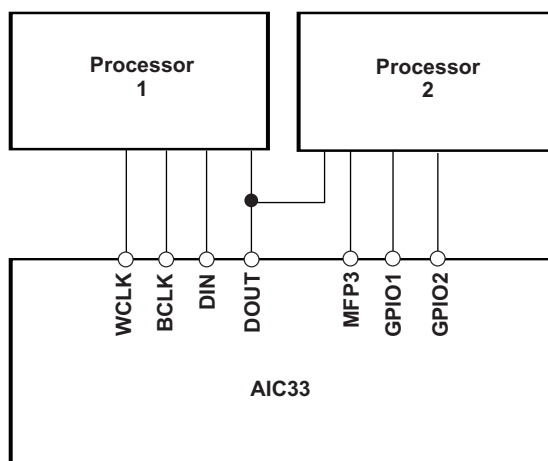 Processor
1
Processor
2
WCLK
BCLK
DIN
DOUT
MFP3
GPIO1
GPIO2
AIC33